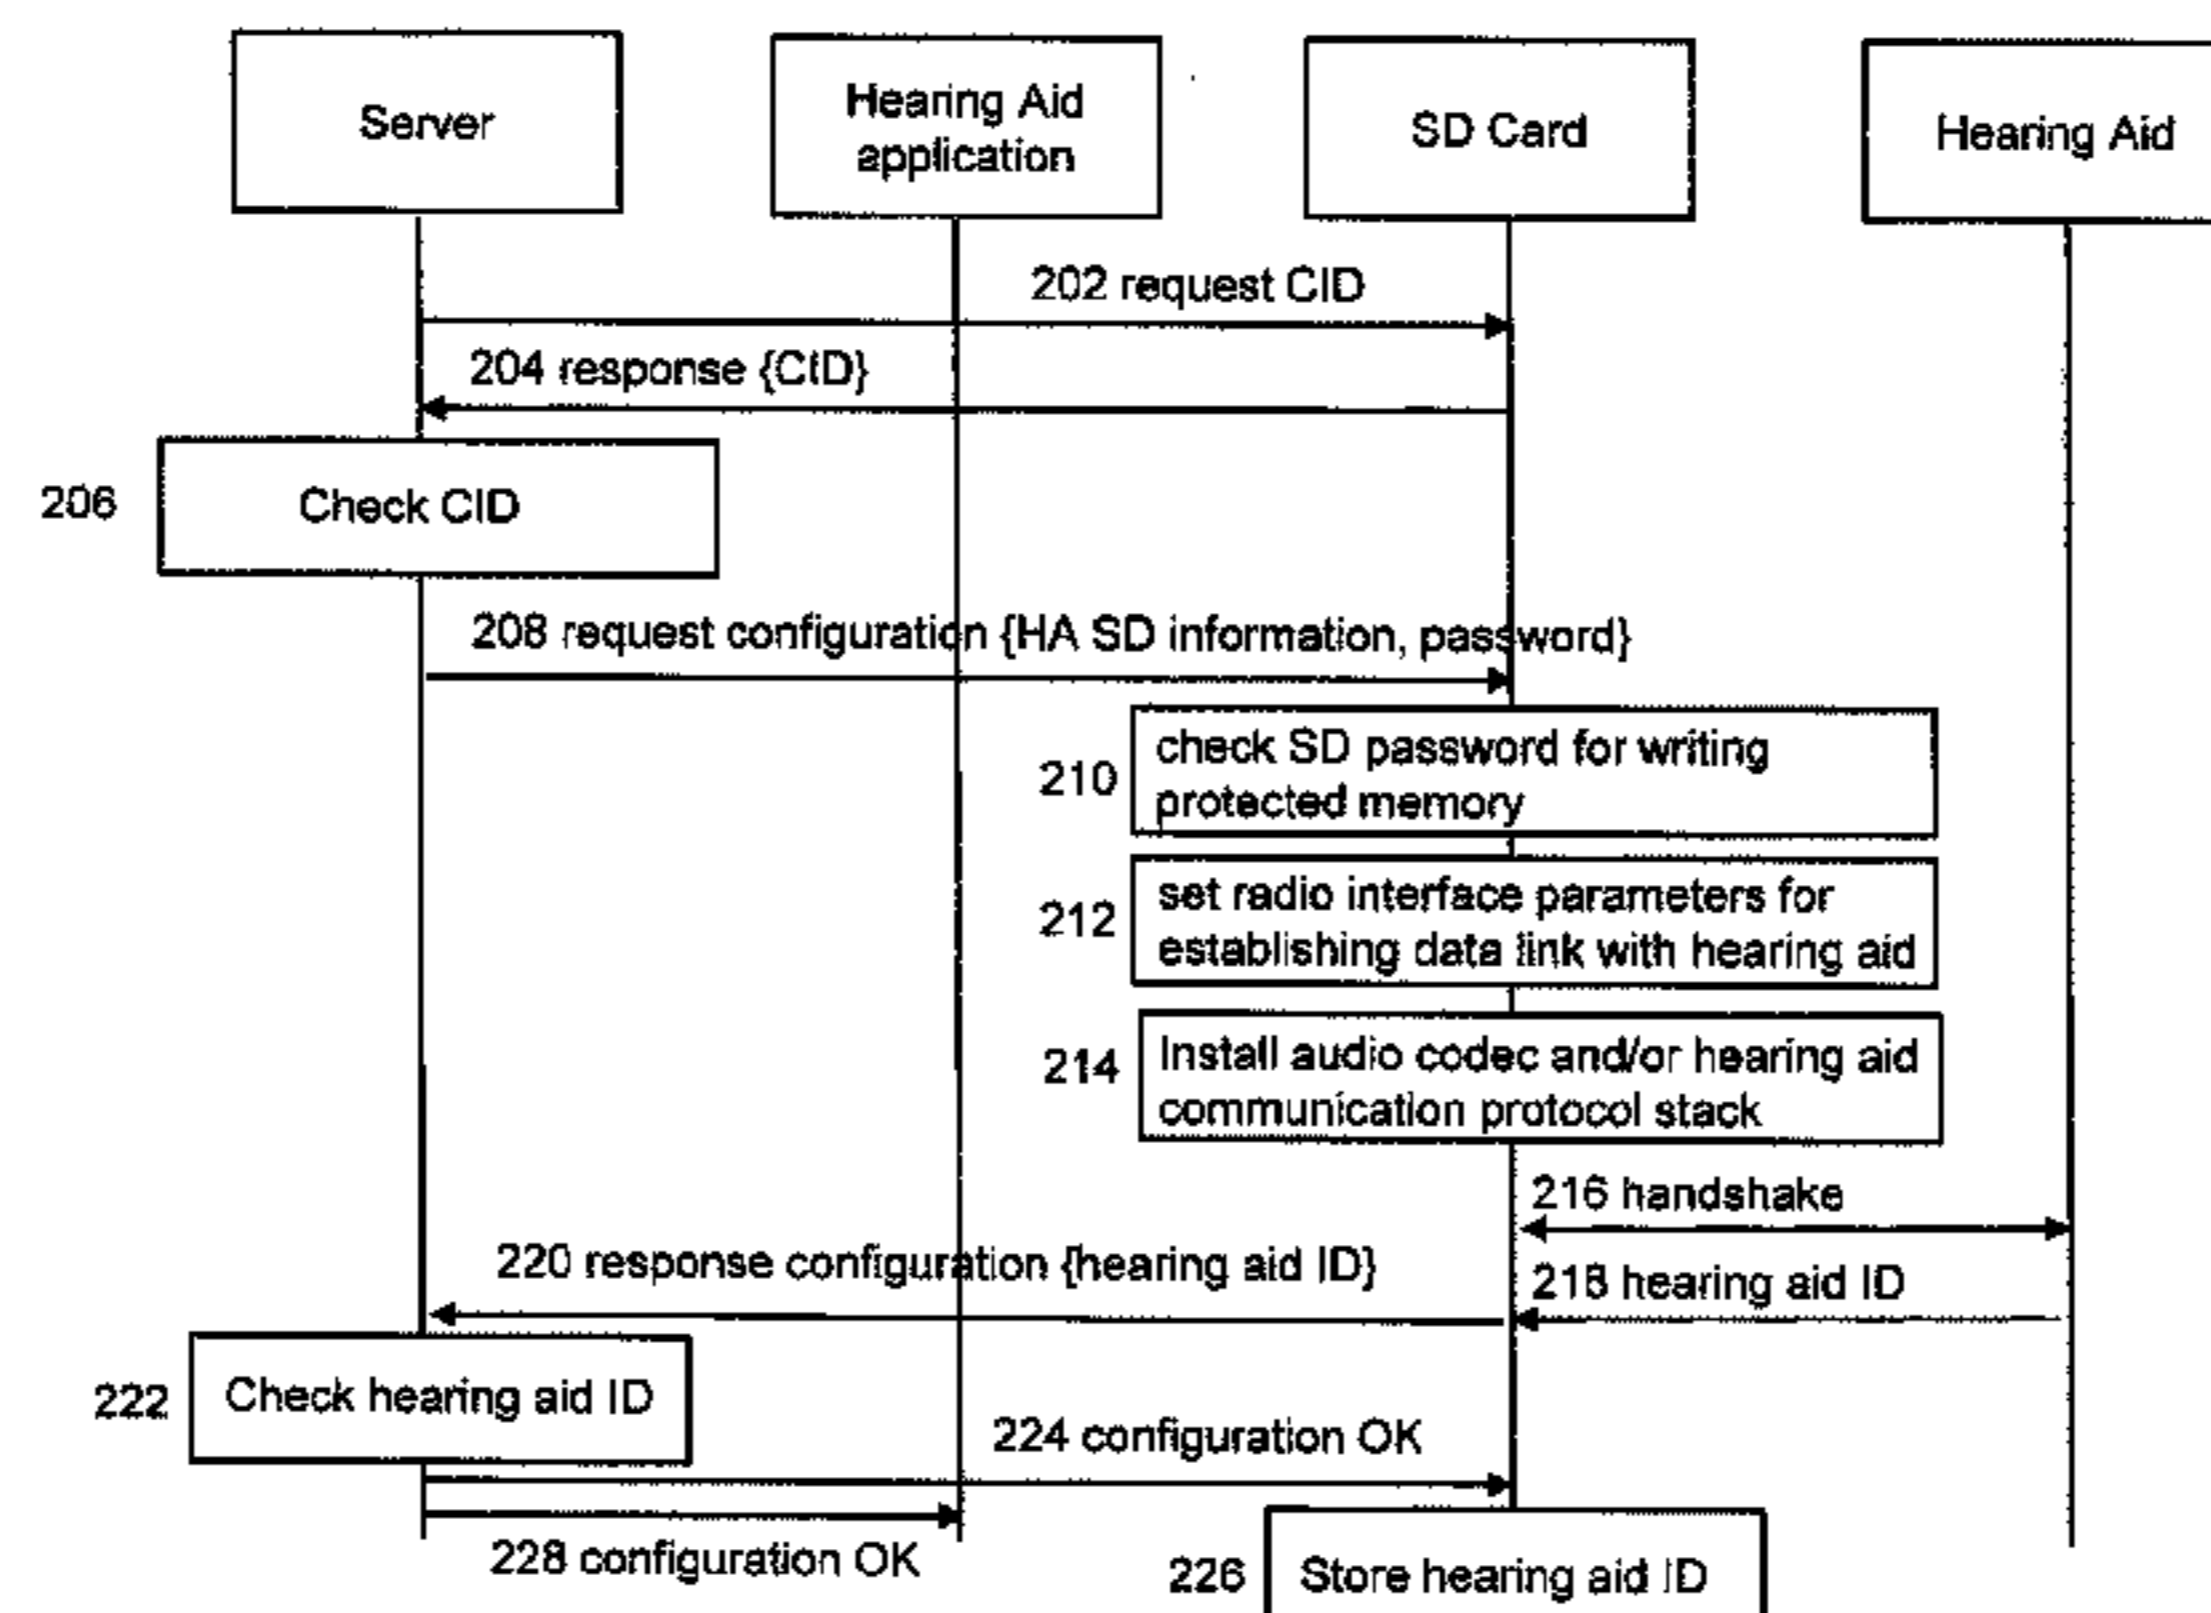 Server
Hearing Aid
application
SD Card
Hearing Aid
202 request CID
204 response {CID}
206
Check CID
208 request configuration {HA SD information, password}
210
check SD password for writing
protected memory
212
set radio interface parameters for
establishing data link with hearing aid
214
Install audio codec and/or hearing aid
communication protocol stack
216 handshake
220 response configuration {hearing aid ID}
218 hearing aid ID
222
Check hearing aid ID
224 configuration OK
228 configuration OK
226
Store hearing aid ID